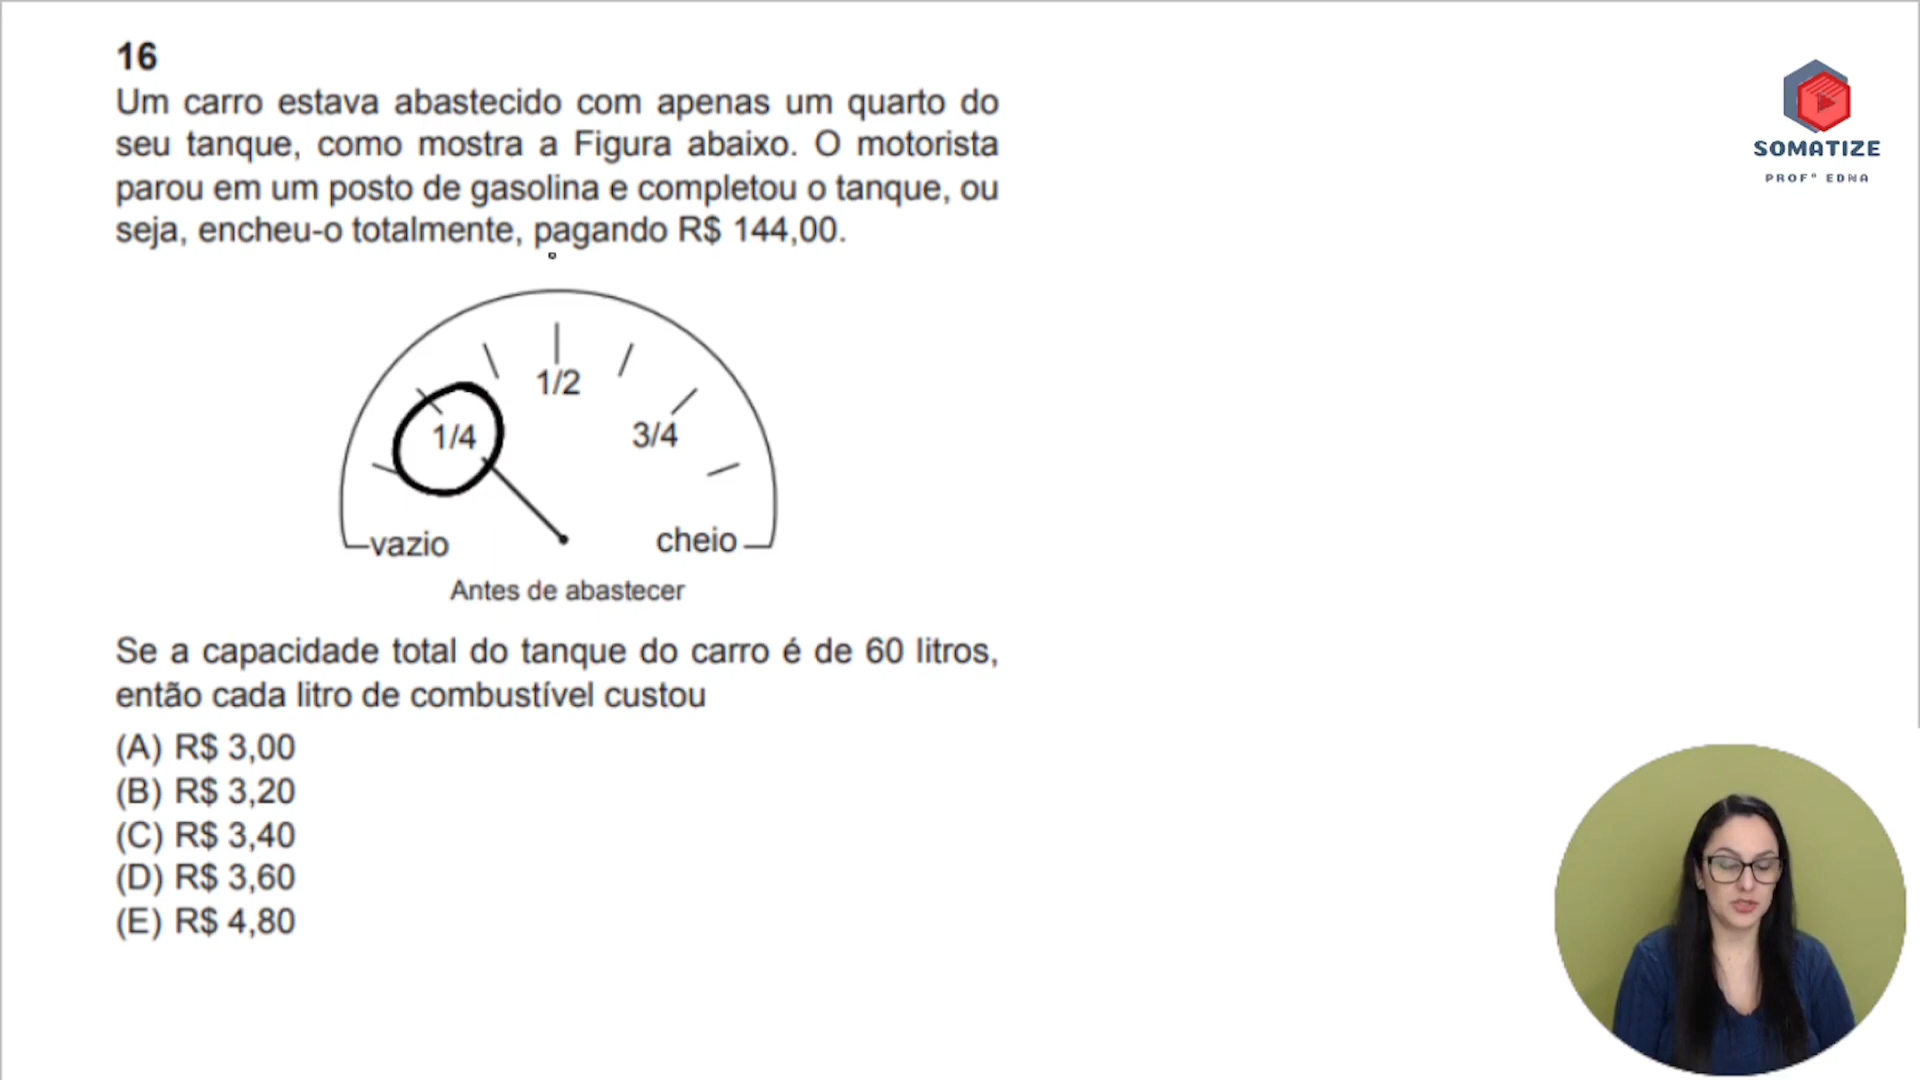 16
Um carro estava abastecido com apenas um quarto do
seu tanque, como mostra a Figura abaixo. O motorista
parou em um posto de gasolina e completou o tanque, ou
seja, encheu-o totalmente, pagando R$ 144,00.
1/2
1/4
3/4
vazio
cheio
Antes de abastecer
Se a capacidade total do tanque do carro é de 60 litros,
então cada litro de combustível custou
(A) R$ 3,00
(B) R$ 3,20
(C) R$ 3,40
(D) R$ 3,60
(E) R$ 4,80
SOMATIZE
PROFª EDNA